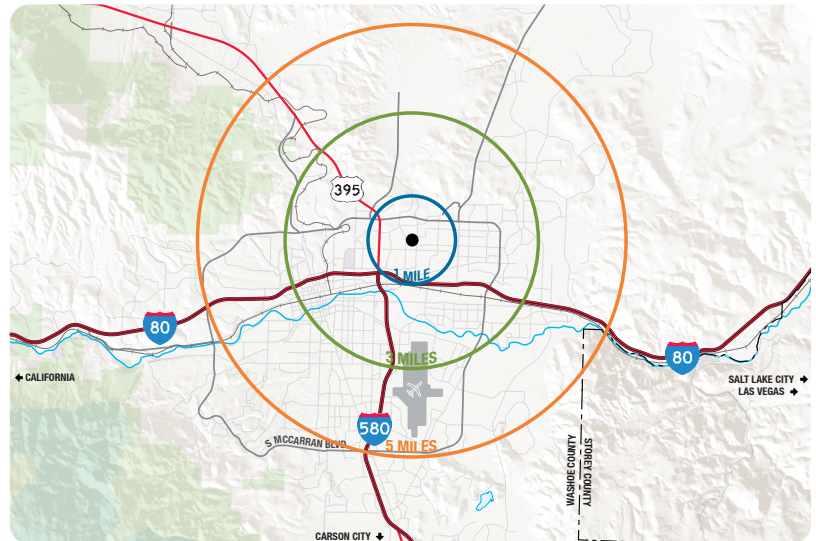 395
1 MILE
80
3 MILES
80
CALIFORNIA
SALT LAKE CITY
LAS VEGAS
580
S MCCARRAN BLVD
5 MILES
WASHOE COUNTY
STOREY COUNTY
CARSON CITY